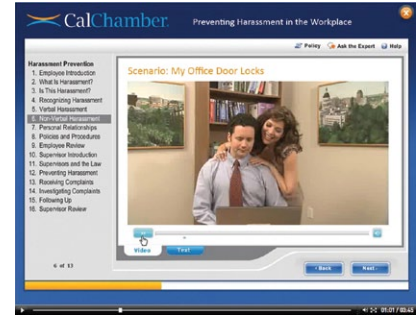 CalChamber.
Preventing Harassment in the Workplace
Policy Ask the Expert Help
Harassment Prevention
1. Employee Introduction
2. What Is Harassment?
3. Is This Harassment?
4. Recognizing Harassment
5. Verbal Harassment
6. Non-Verbal Harassment
7. Personal Relationships
8. Policies and Procedures
9. Employee Review
10. Supervisor Introduction
11. Supervisors and the Law
12. Preventing Harassment
13. Receiving Complaints
14. Investigating Complaints
15. Following Up
16. Supervisor Review
Scenario: My Office Door Locks
Video Text
6 of 13
Back Next
01:01 / 03:43